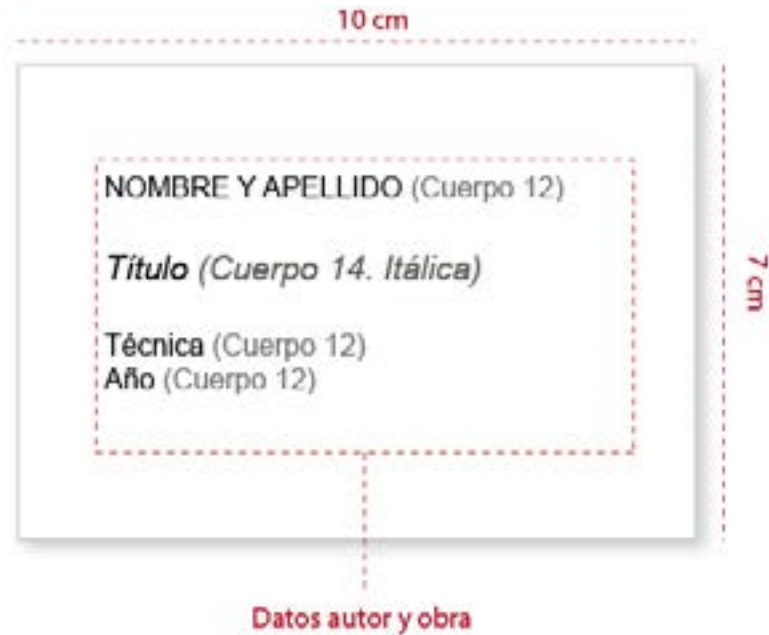 10 cm
NOMBRE Y APELLIDO (Cuerpo 12)
Título (Cuerpo 14. Itálica)
7 cm
Técnica (Cuerpo 12)
Año (Cuerpo 12)
Datos autor y obra